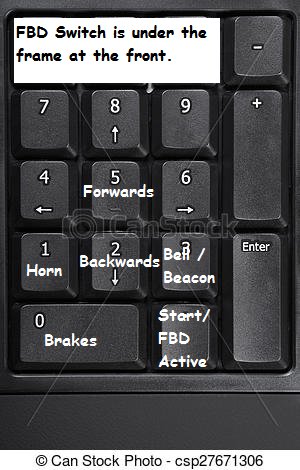 FBD Switch is under the
frame at the front.
-
7 8 9 +
↑
4 5 6
Forwards
← →
© CanStock
1 2 3 Enter
Horn Backwards Bell /
Beacon
↓
0 Start/
Brakes FBD
Active
© Can Stock Photo - csp27671306